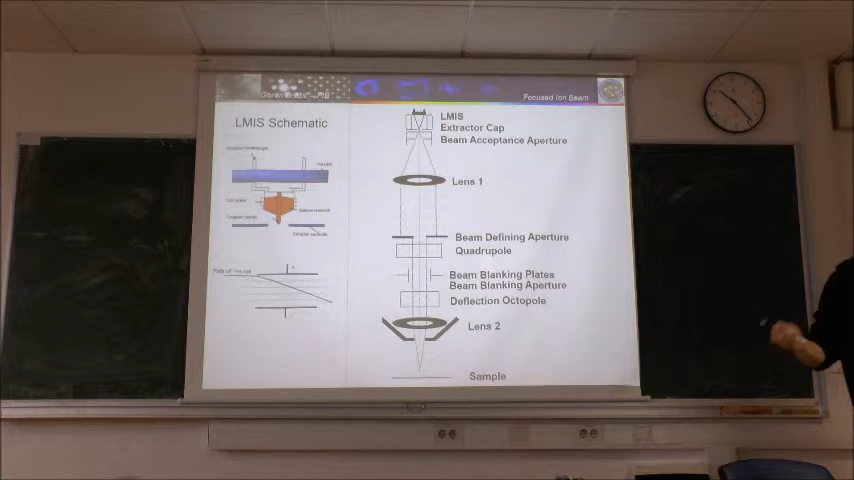 Focused Ion Beam
LMIS Schematic
LMIS
Extractor Cap
Beam Acceptance Aperture
Lens 1
Beam Defining Aperture
Quadrupole
Beam Blanking Plates
Beam Blanking Aperture
Deflection Octopole
Lens 2
Sample